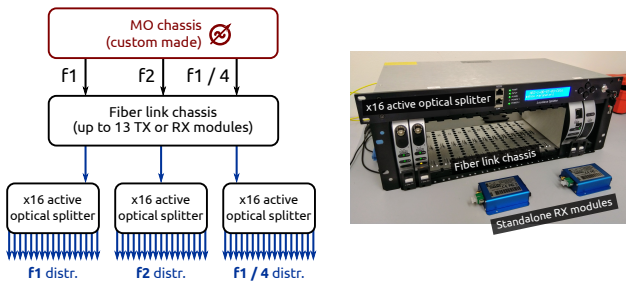 MO chassis
(custom made)
f1
f2
f1 / 4
Fiber link chassis
(up to 13 TX or RX modules)
x16 active
optical splitter
x16 active
optical splitter
x16 active
optical splitter
f1 distr.
f2 distr.
f1 / 4 distr.
x16 active optical splitter
Fiber link chassis
Standalone RX modules